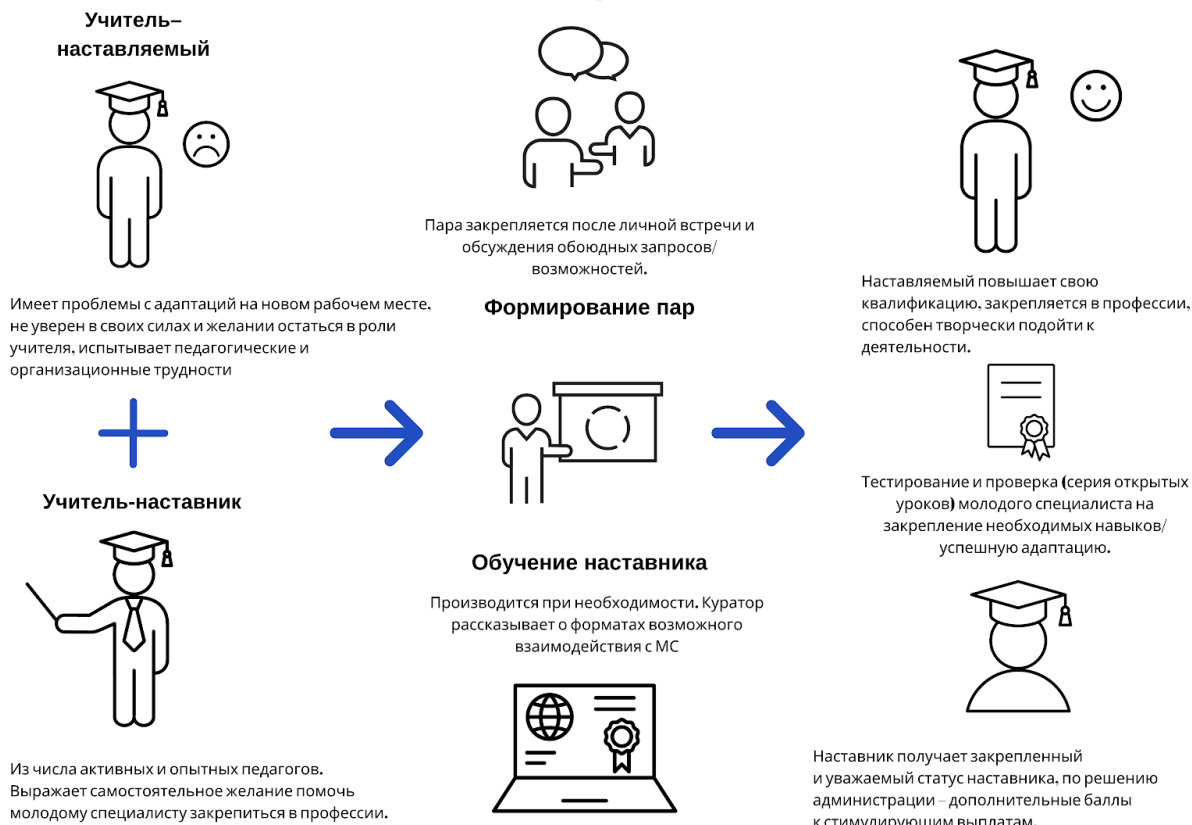 Учитель–
наставляемый
Имеет проблемы с адаптаций на новом рабочем месте,
не уверен в своих силах и желании остаться в роли
учителя, испытывает педагогические и
организационные трудности
Учитель-наставник
Из числа активных и опытных педагогов.
Выражает самостоятельное желание помочь
молодому специалисту закрепиться в профессии.
Пара закрепляется после личной встречи и
обсуждения обоюдных запросов/
возможностей.
Формирование пар
Обучение наставника
Производится при необходимости. Куратор
рассказывает о форматах возможного
взаимодействия с МС
Наставляемый повышает свою
квалификацию, закрепляется в профессии,
способен творчески подойти к
деятельности.
Тестирование и проверка (серия открытых
уроков) молодого специалиста на
закрепление необходимых навыков/
успешную адаптацию.
Наставник получает закрепленный
и уважаемый статус наставника, по решению
администрации – дополнительные баллы
к стимулирующим выплатам.